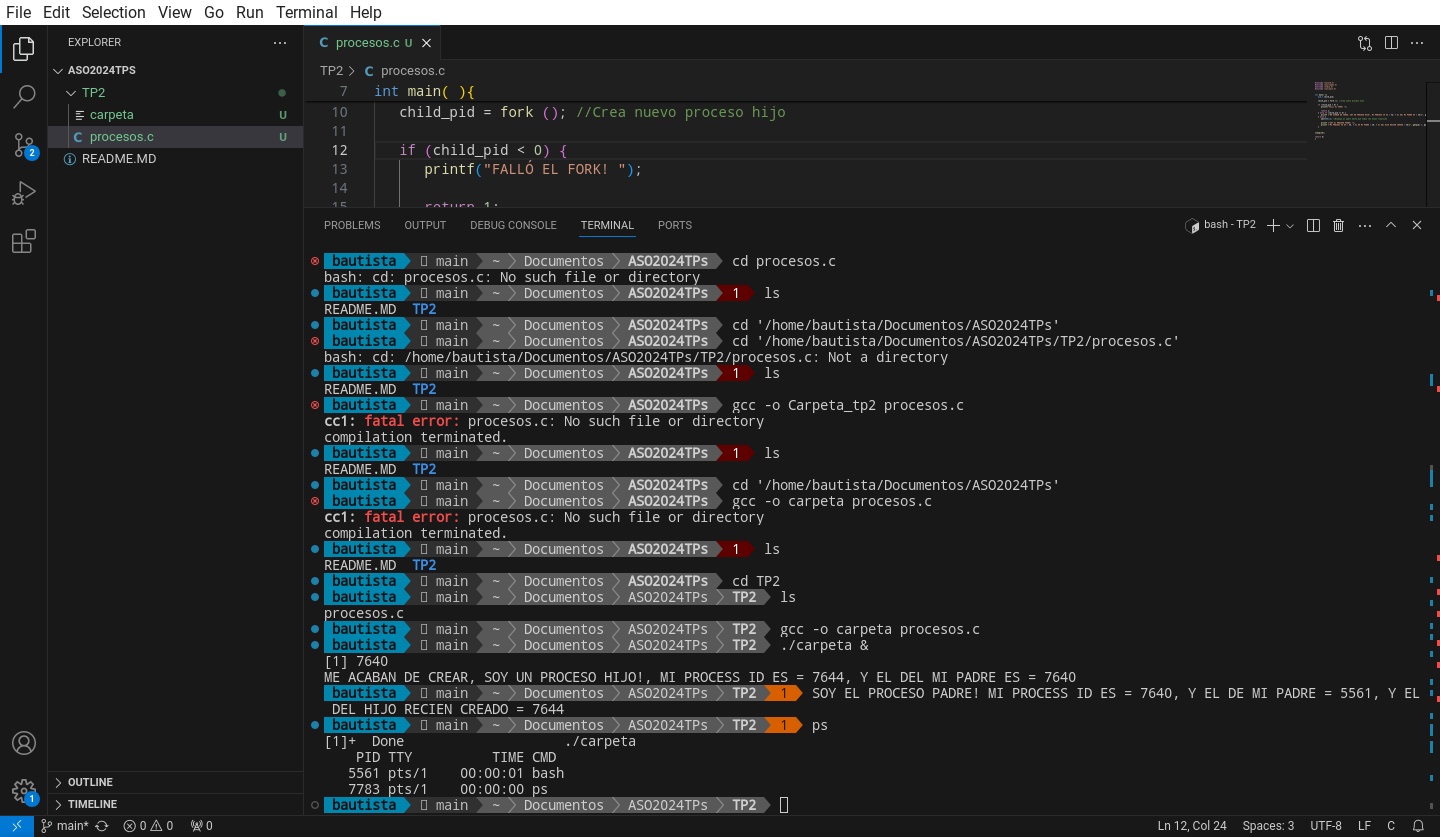 File Edit Selection View Go Run Terminal Help
EXPLORER
ASO2024TPS
TP2
carpeta U
procesos.c U
README.MD
2
1
OUTLINE
TIMELINE
procesos.c U
TP2 > procesos.c
7 int main( ){
10 child_pid = fork (); //Crea nuevo proceso hijo
11
12 if (child_pid < 0) {
13 printf("FALLÓ EL FORK! ");
14
15 return 1;
PROBLEMS OUTPUT DEBUG CONSOLE TERMINAL PORTS
bash - TP2
bautista main ~ Documentos ASO2024TPs cd procesos.c
bash: cd: procesos.c: No such file or directory
bautista main ~ Documentos ASO2024TPs 1 ls
README.MD TP2
bautista main ~ Documentos ASO2024TPs cd '/home/bautista/Documentos/ASO2024TPs'
bautista main ~ Documentos ASO2024TPs cd '/home/bautista/Documentos/ASO2024TPs/TP2/procesos.c'
bash: cd: /home/bautista/Documentos/ASO2024TPs/TP2/procesos.c: Not a directory
bautista main ~ Documentos ASO2024TPs 1 ls
README.MD TP2
bautista main ~ Documentos ASO2024TPs gcc -o Carpeta_tp2 procesos.c
cc1: fatal error: procesos.c: No such file or directory
compilation terminated.
bautista main ~ Documentos ASO2024TPs 1 ls
README.MD TP2
bautista main ~ Documentos ASO2024TPs cd '/home/bautista/Documentos/ASO2024TPs'
bautista main ~ Documentos ASO2024TPs gcc -o carpeta procesos.c
cc1: fatal error: procesos.c: No such file or directory
compilation terminated.
bautista main ~ Documentos ASO2024TPs 1 ls
README.MD TP2
bautista main ~ Documentos ASO2024TPs cd TP2
bautista main ~ Documentos ASO2024TPs TP2 ls
procesos.c
bautista main ~ Documentos ASO2024TPs TP2 gcc -o carpeta procesos.c
bautista main ~ Documentos ASO2024TPs TP2 ./carpeta &
[1] 7640
ME ACABAN DE CREAR, SOY UN PROCESO HIJO!, MI PROCESS ID ES = 7644, Y EL DEL MI PADRE ES = 7640
bautista main ~ Documentos ASO2024TPs TP2 1 SOY EL PROCESO PADRE! MI PROCESS ID ES = 7640, Y EL DE MI PADRE = 5561, Y EL
DEL HIJO RECIEN CREADO = 7644
bautista main ~ Documentos ASO2024TPs TP2 1 ps
[1]+ Done ./carpeta
PID TTY TIME CMD
5561 pts/1 00:00:01 bash
7783 pts/1 00:00:00 ps
bautista main ~ Documentos ASO2024TPs TP2
main* 0 0 0 Ln 12, Col 24 Spaces: 3 UTF-8 LF C